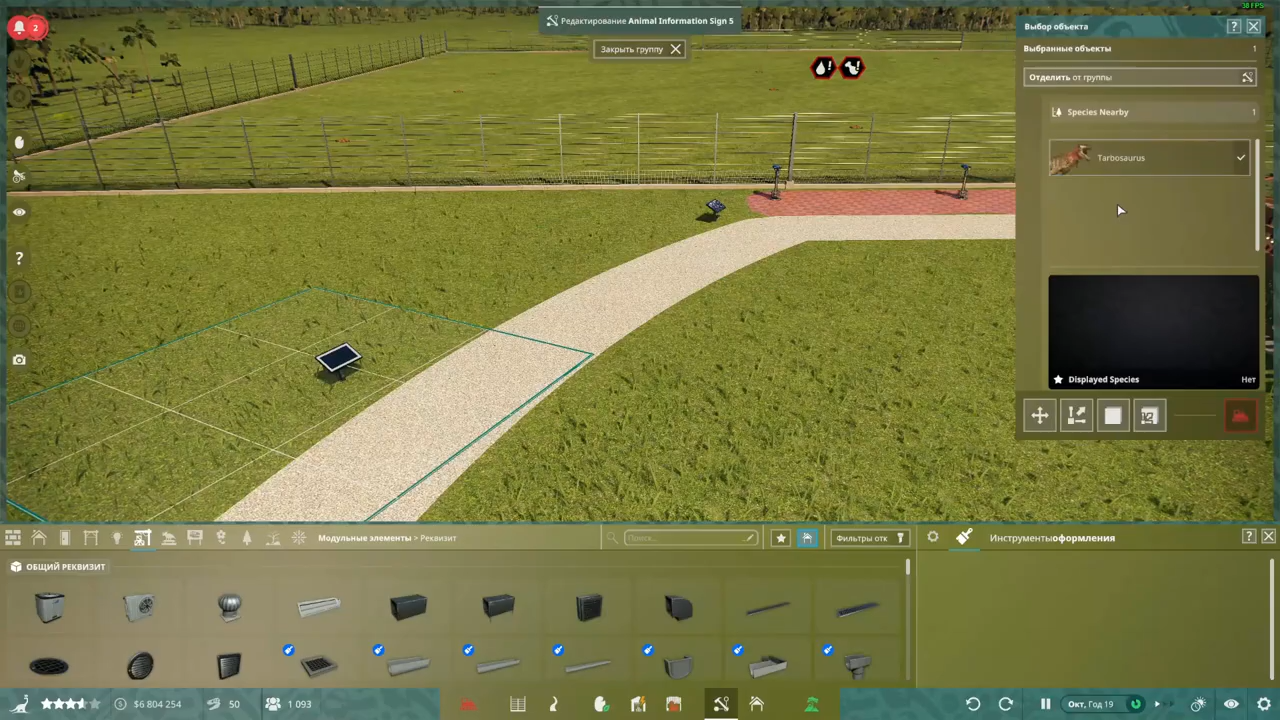 38 FPS
2
Редактирование Animal Information Sign 5
Закрыть группу
Выбор объекта
?
Выбранные объекты 1
Отделить от группы
Species Nearby 1
Tarbosaurus
?
Displayed Species Нет
Модульные элементы > Реквизит
Поиск...
Фильтры отк
Инструментыоформления
?
ОБЩИЙ РЕКВИЗИТ
$6 804 254
50
1 093
Окт, Год 19